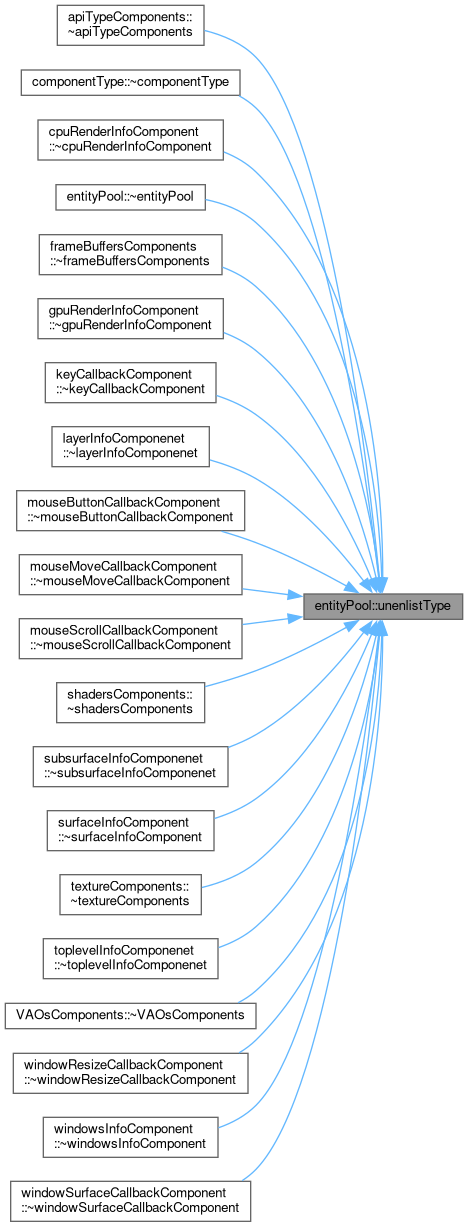 apiTypeComponents::
~apiTypeComponents
componentType::~componentType
cpuRenderInfoComponent
::~cpuRenderInfoComponent
entityPool::~entityPool
frameBuffersComponents
::~frameBuffersComponents
gpuRenderInfoComponent
::~gpuRenderInfoComponent
keyCallbackComponent
::~keyCallbackComponent
layerInfoComponenet
::~layerInfoComponenet
mouseButtonCallbackComponent
::~mouseButtonCallbackComponent
mouseMoveCallbackComponent
::~mouseMoveCallbackComponent
entityPool::unenlistType
mouseScrollCallbackComponent
::~mouseScrollCallbackComponent
shadersComponents::
~shadersComponents
subsurfaceInfoComponenet
::~subsurfaceInfoComponenet
surfaceInfoComponent
::~surfaceInfoComponent
textureComponents::
~textureComponents
toplevelInfoComponenet
::~toplevelInfoComponenet
VAOsComponents::~VAOsComponents
windowResizeCallbackComponent
::~windowResizeCallbackComponent
windowsInfoComponent
::~windowsInfoComponent
windowSurfaceCallbackComponent
::~windowSurfaceCallbackComponent